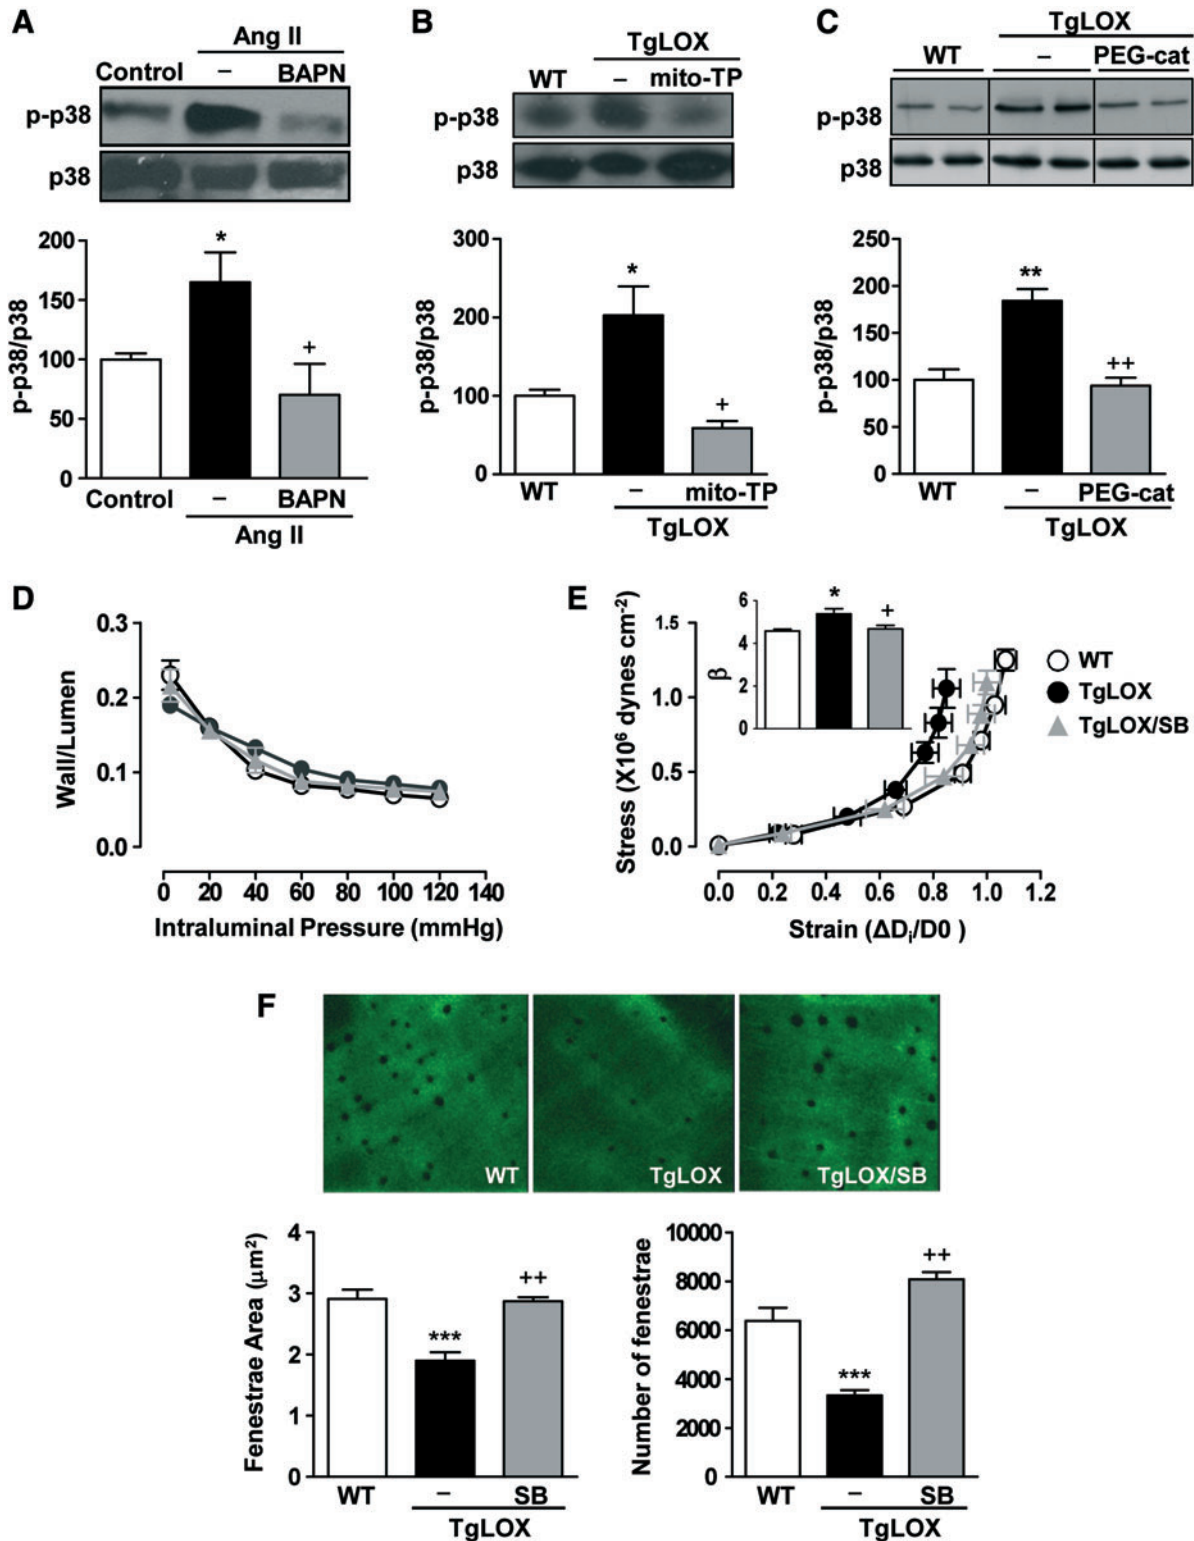 A
Ang II
Control
–
BAPN
p-p38
p38
200
150
100
50
0
p-p38/p38
*
+
Control
–
BAPN
Ang II
B
TgLOX
WT
–
mito-TP
p-p38
p38
300
200
100
0
p-p38/p38
*
+
WT
–
mito-TP
TgLOX
C
TgLOX
WT
–
PEG-cat
p-p38
p38
250
200
150
100
50
0
p-p38/p38
**
++
WT
–
PEG-cat
TgLOX
D
0.3
0.2
0.1
0.0
Wall/Lumen
0 20 40 60 80 100 120 140
Intraluminal Pressure (mmHg)
E
Stress (X10⁶ dynes cm⁻²)
1.5
1.0
0.5
0.0
6
4
2
0
β
*
+
WT
TgLOX
TgLOX/SB
0.0 0.2 0.4 0.6 0.8 1.0 1.2
Strain (ΔDᵢ/D0 )
F
WT
TgLOX
TgLOX/SB
4
3
2
1
0
Fenestrae Area (μm²)
***
++
WT
–
SB
TgLOX
10000
8000
6000
4000
2000
0
Number of fenestrae
***
++
WT
–
SB
TgLOX